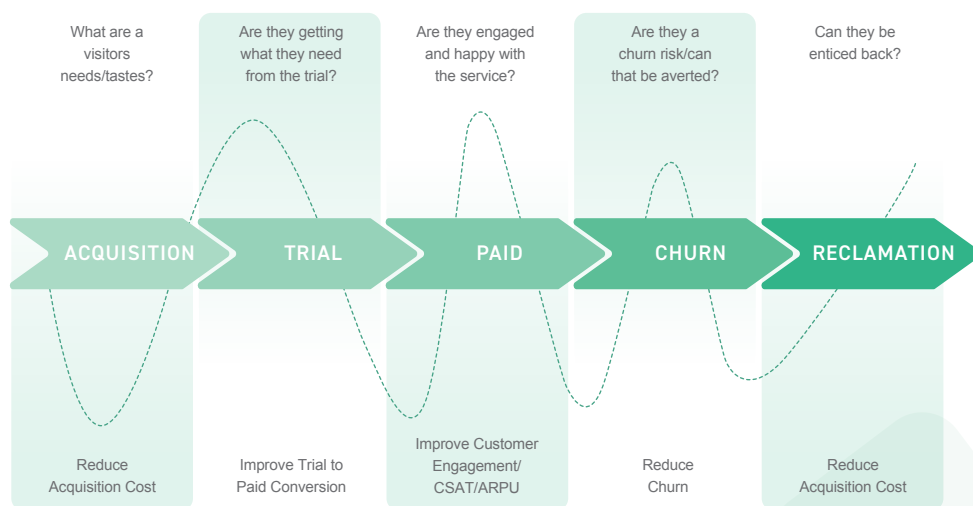 What are a
visitors
needs/tastes?
Are they getting
what they need
from the trial?
Are they engaged
and happy with
the service?
Are they a
churn risk/can
that be averted?
Can they be
enticed back?
ACQUISITION
TRIAL
PAID
CHURN
RECLAMATION
Reduce
Acquisition Cost
Improve Trial to
Paid Conversion
Improve Customer
Engagement/
CSAT/ARPU
Reduce
Churn
Reduce
Acquisition Cost